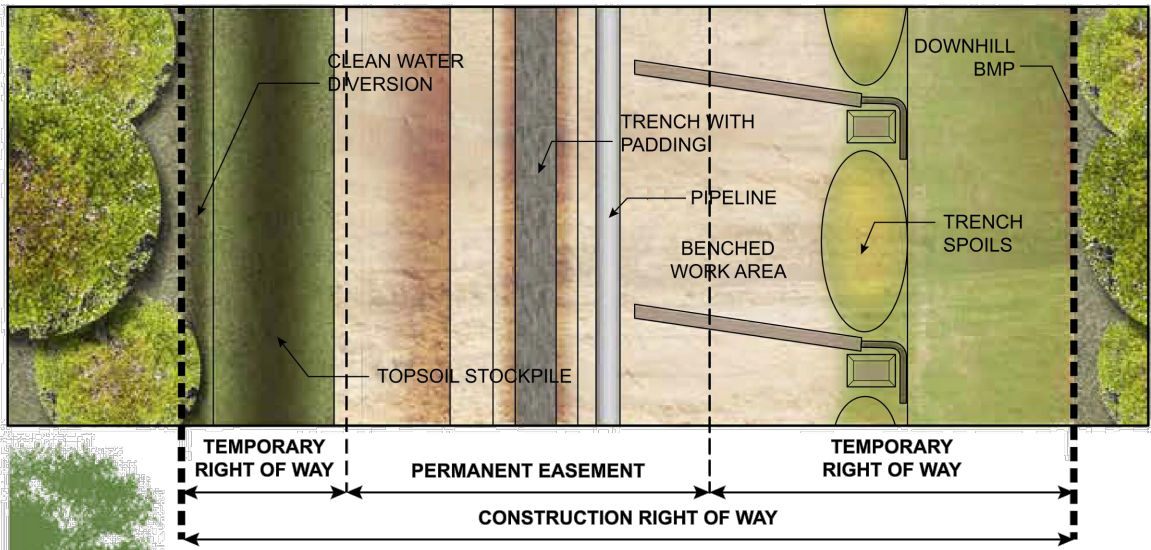 CLEAN WATER
DIVERSION
DOWNHILL
BMP
TRENCH WITH
PADDING
PIPELINE
TRENCH
SPOILS
BENCHED
WORK AREA
TOPSOIL STOCKPILE
TEMPORARY
RIGHT OF WAY
PERMANENT EASEMENT
TEMPORARY
RIGHT OF WAY
CONSTRUCTION RIGHT OF WAY